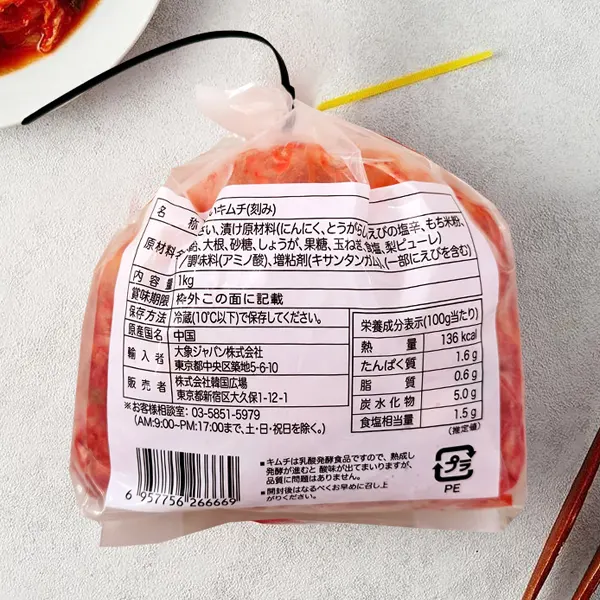 名 称 いキムチ(刻み)
さい、漬け原材料(にんにく、とうがらし、えびの塩辛、もち米粉、
原材料 、大根、砂糖、しょうが、果糖、玉ねぎ、食塩、梨ピューレ)
/調味料(アミノ酸)、増粘剤(キサンタンガム)、(一部にえびを含む)
内容量 1kg
賞味期限 枠外この面に記載
保存方法 冷蔵(10℃以下)で保存してください。
原産国名 中国
輸入者 大象ジャパン株式会社
東京都中央区築地5-6-10
販売者 株式会社韓国広場
東京都新宿区大久保1-12-1
※お客様相談室: 03-5851-5979
(AM:9:00~PM:17:00まで、土・日・祝日を除く。)
栄養成分表示(100g当たり)
熱量 136 kcal
たんぱく質 1.6g
脂質 0.6g
炭水化物 5.0g
食塩相当量 1.5g
(推定値)
6 957756 266669
■キムチは乳酸発酵食品ですので、熟成し
発酵が進むと 酸味が出てまいりますが、
品質に問題はありません。
■開封後はなるべくお早めに召し上
がりください。
プラ
PE